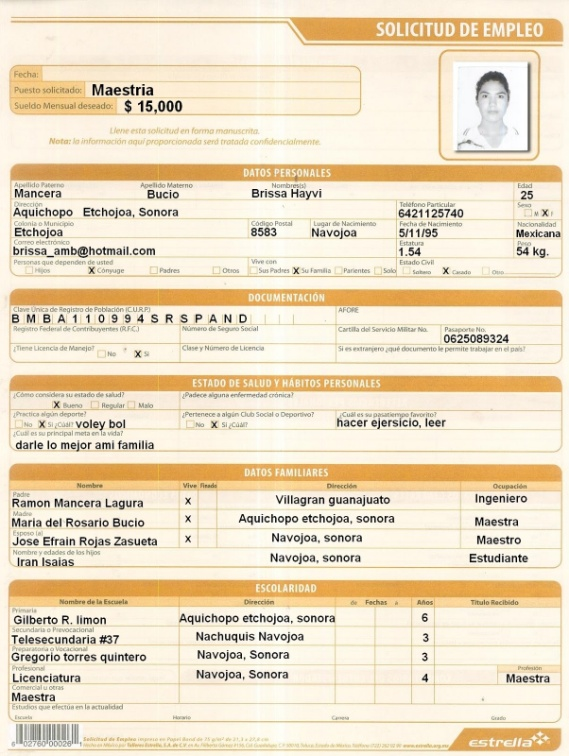 SOLICITUD DE EMPLEO
Fecha:
Puesto solicitado: Maestria
Sueldo Mensual deseado: $ 15,000
Llene esta solicitud en forma manuscrita.
Nota: la información aquí proporcionada será tratada confidencialmente.
DATOS PERSONALES
Apellido Paterno Apellido Materno Nombre(s) Edad
Mancera Bucio Brissa Hayvi 25
Dirección Teléfono Particular Sexo
Aquichopo Etchojoa, Sonora 6421125740 M X F
Colonia o Municipio Código Postal Lugar de Nacimiento Fecha de Nacimiento Nacionalidad
Etchojoa 8583 Navojoa 5/11/95 Mexicana
Correo electrónico Estatura Peso
brissa_amb@hotmail.com 1.54 54 kg.
Personas que dependen de usted Vive con Estado Civil
Hijos X Cónyuge Padres Otros Sus Padres X Su Familia Parientes Solo Soltero X Casado Otro
DOCUMENTACIÓN
Clave Única de Registro de Población (C.U.R.P.) AFORE
B M B A 1 1 0 9 9 4 S R S P A N D
Registro Federal de Contribuyentes (R.F.C.) Número de Seguro Social Cartilla del Servicio Militar No. Pasaporte No.
0625089324
¿Tiene Licencia de Manejo? No X Si Clase y Número de Licencia Si es extranjero ¿qué documento le permite trabajar en el país?
ESTADO DE SALUD Y HÁBITOS PERSONALES
¿Cómo considera su estado de salud? ¿Padece alguna enfermedad crónica?
X Bueno Regular Malo
¿Practica algún deporte? ¿Pertenece a algún Club Social o Deportivo? ¿Cuál es su pasatiempo favorito?
No X Si ¿Cuál? voley bol No X Si ¿Cuál? hacer ejersicio, leer
¿Cuál es su principal meta en la vida?
darle lo mejor ami familia
DATOS FAMILIARES
Nombre Vive Finado Dirección Ocupación
Padre
Ramon Mancera Lagura X Villagran guanajuato Ingeniero
Madre
Maria del Rosario Bucio X Aquichopo etchojoa, sonora Maestra
Esposo (a)
Jose Efrain Rojas Zasueta X Navojoa, sonora Maestro
Nombre y edades de los hijos
Iran Isaias Navojoa, sonora Estudiante
ESCOLARIDAD
Nombre de la Escuela Dirección de Fechas a Años Título Recibido
Primaria
Gilberto R. limon Aquichopo etchojoa, sonora 6
Secundaria o Prevocacional
Telesecundaria #37 Nachuquis Navojoa 3
Preparatoria o Vocacional
Gregorio torres quintero Navojoa, Sonora 3
Profesional Profesión
Licenciatura Navojoa, Sonora 4 Maestra
Comercial u otras
Maestra
Estudios que efectúa en la actualidad
Escuela Horario Carrera Grado
estrella